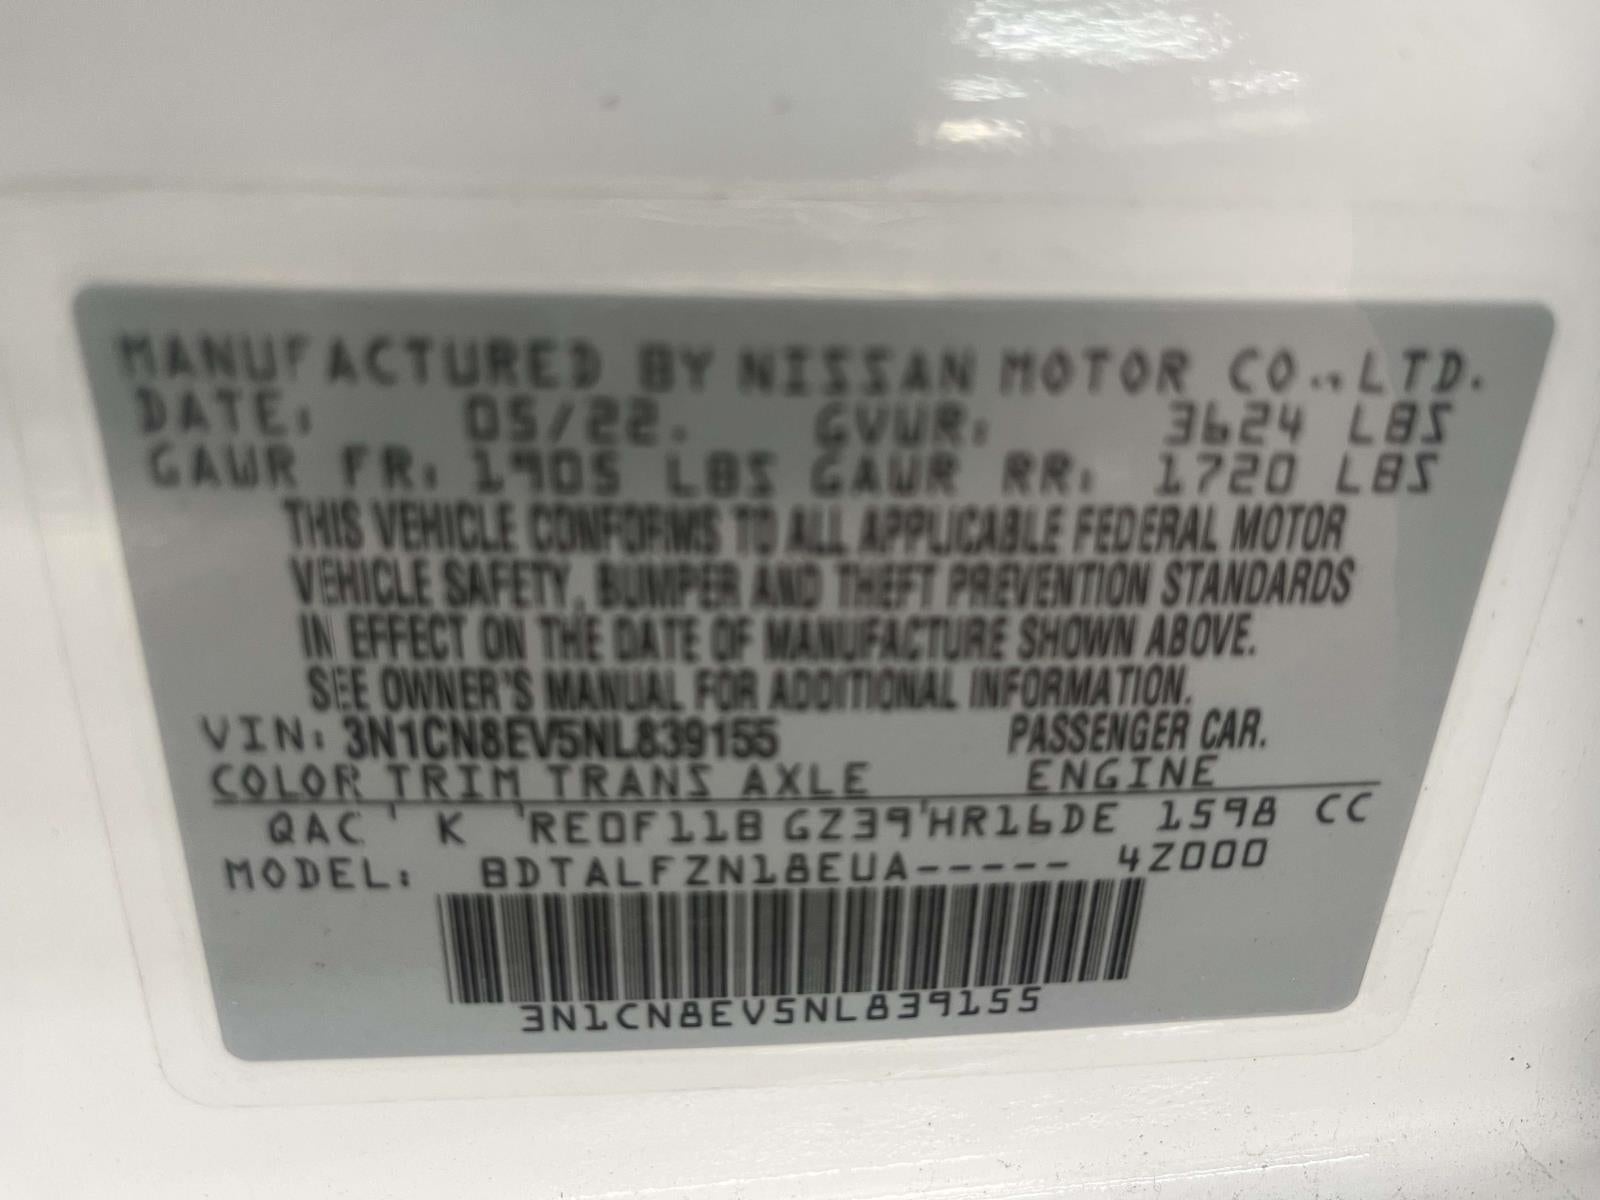 MANUFACTURED BY NISSAN MOTOR CO., LTD.
DATE: 05/22. GVWR: 3624 LBS
GAWR FR: 1905 LBS GAWR RR: 1720 LBS
THIS VEHICLE CONFORMS TO ALL APPLICABLE FEDERAL MOTOR
VEHICLE SAFETY, BUMPER AND THEFT PREVENTION STANDARDS
IN EFFECT ON THE DATE OF MANUFACTURE SHOWN ABOVE.
SEE OWNER'S MANUAL FOR ADDITIONAL INFORMATION.
VIN: 3N1CN8EV5NL839155 PASSENGER CAR.
COLOR TRIM TRANS AXLE ENGINE
QAC ' K 'RE0F11B GZ39'HR16DE 1598 CC
MODEL: BDTALFZN18EUA----- 4Z000
3N1CN8EV5NL839155